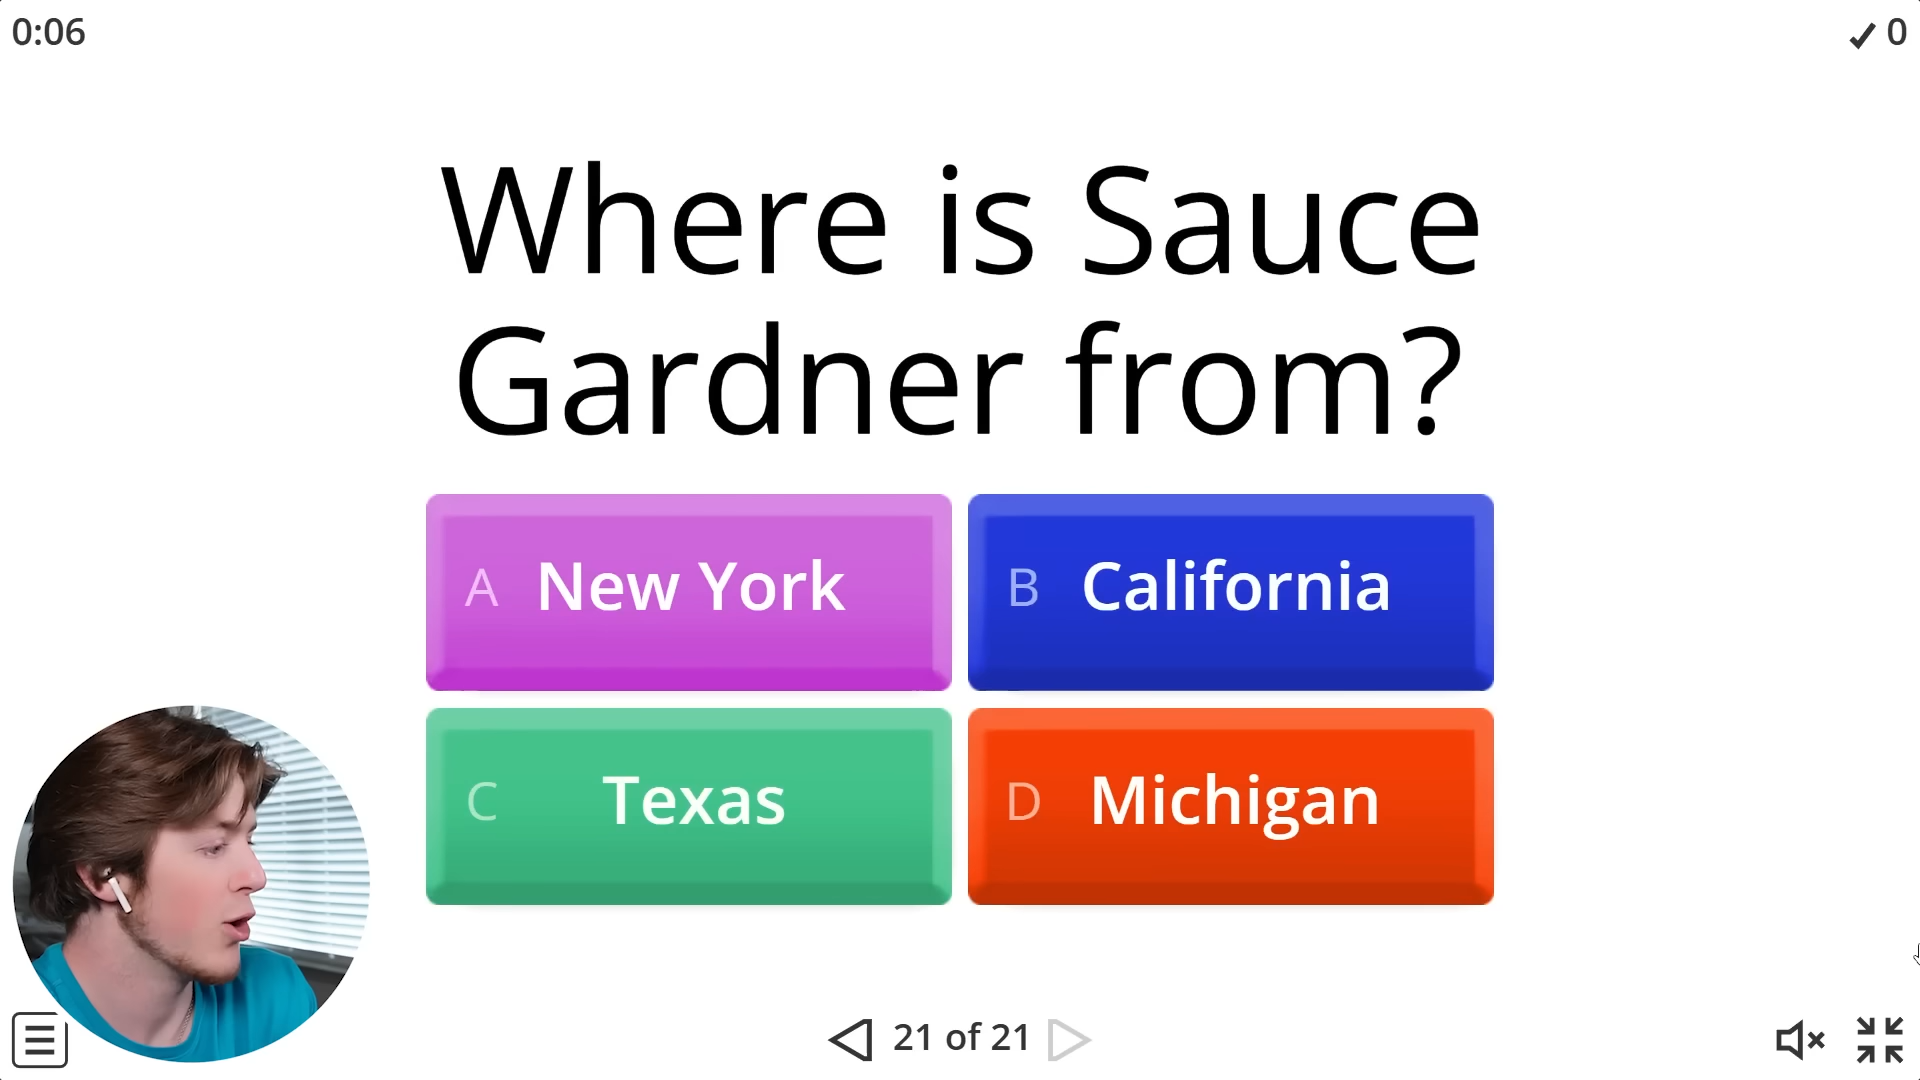 0:06
0
Where is Sauce
Gardner from?
A New York
B California
C Texas
D Michigan
21 of 21